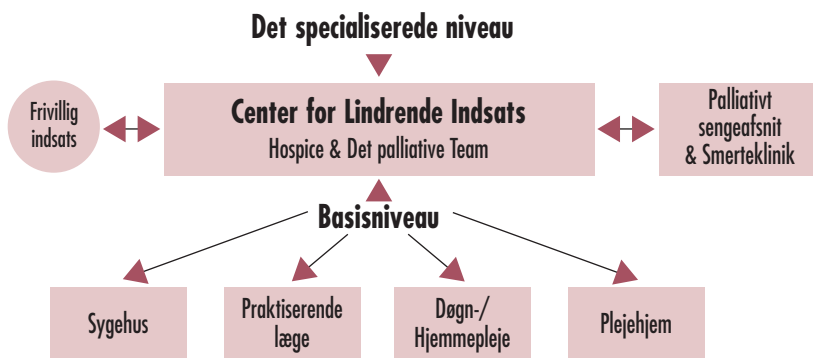 Det specialiserede niveau
Frivillig
indsats
Center for Lindrende Indsats
Hospice & Det palliative Team
Palliativt
sengeafsnit
& Smerteklinik
Basisniveau
Sygehus
Praktiserende
læge
Døgn-/
Hjemmepleje
Plejehjem